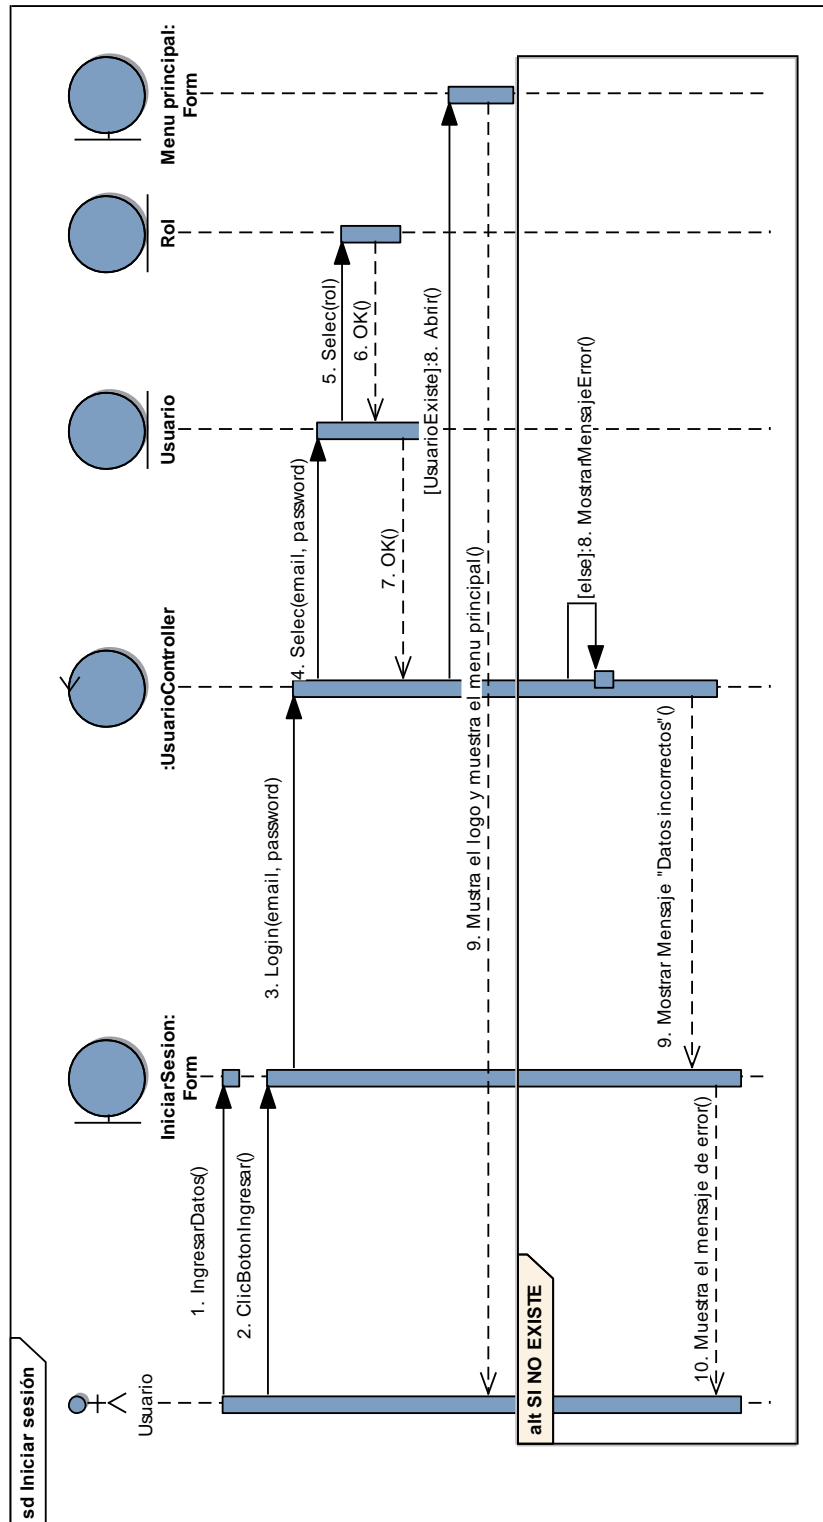 sd Iniciar sesión
Usuario
IniciarSesion:
Form
:UsuarioController
Usuario
Rol
Menu principal:
Form
1. IngresarDatos()
2. ClicBotonIngresar()
3. Login(email, password)
4. Selec(email, password)
5. Selec(rol)
6. OK()
7. OK()
[UsuarioExiste]:8. Abrir()
9. Mustra el logo y muestra el menu principal()
alt SI NO EXISTE
[else]:8. MostrarMensajeError()
9. Mostrar Mensaje "Datos incorrectos"()
10. Muestra el mensaje de error()